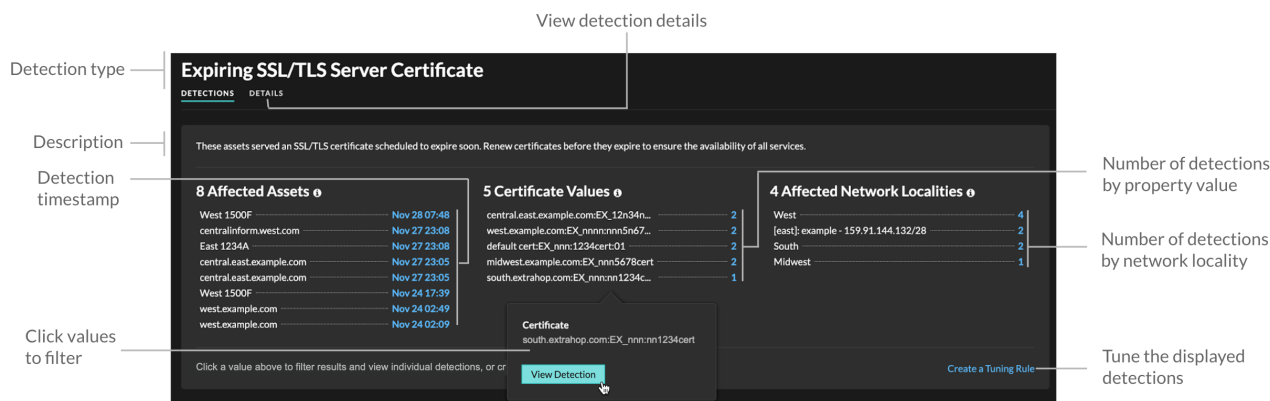 View detection details
Detection type
Expiring SSL/TLS Server Certificate
DETECTIONS DETAILS
Description
These assets served an SSL/TLS certificate scheduled to expire soon. Renew certificates before they expire to ensure the availability of all services.
Detection
timestamp
8 Affected Assets
West 1500F Nov 28 07:48
centralinform.west.com Nov 27 23:08
East 1234A Nov 27 23:08
central.east.example.com Nov 27 23:05
central.east.example.com Nov 27 23:05
West 1500F Nov 24 17:39
west.example.com Nov 24 02:49
west.example.com Nov 24 02:09
5 Certificate Values
central.east.example.com:EX_12n34n... 2
west.example.com:EX_nnnn:nnn5n67... 2
default cert:EX_nnn:1234cert:01 2
midwest.example.com:EX_nnn5678cert 2
south.extrahop.com:EX_nnn:nn1234c... 1
4 Affected Network Localities
West 4
[east]: example - 159.91.144.132/28 2
South 2
Midwest 1
Number of detections
by property value
Number of detections
by network locality
Certificate
south.extrahop.com:EX_nnn:nn1234cert
View Detection
Click values
to filter
Click a value above to filter results and view individual detections, or cr
Create a Tuning Rule
Tune the displayed
detections